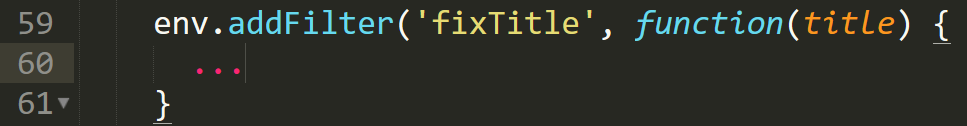 59 env.addFilter('fixTitle', function(title) {
60 ...
61 }